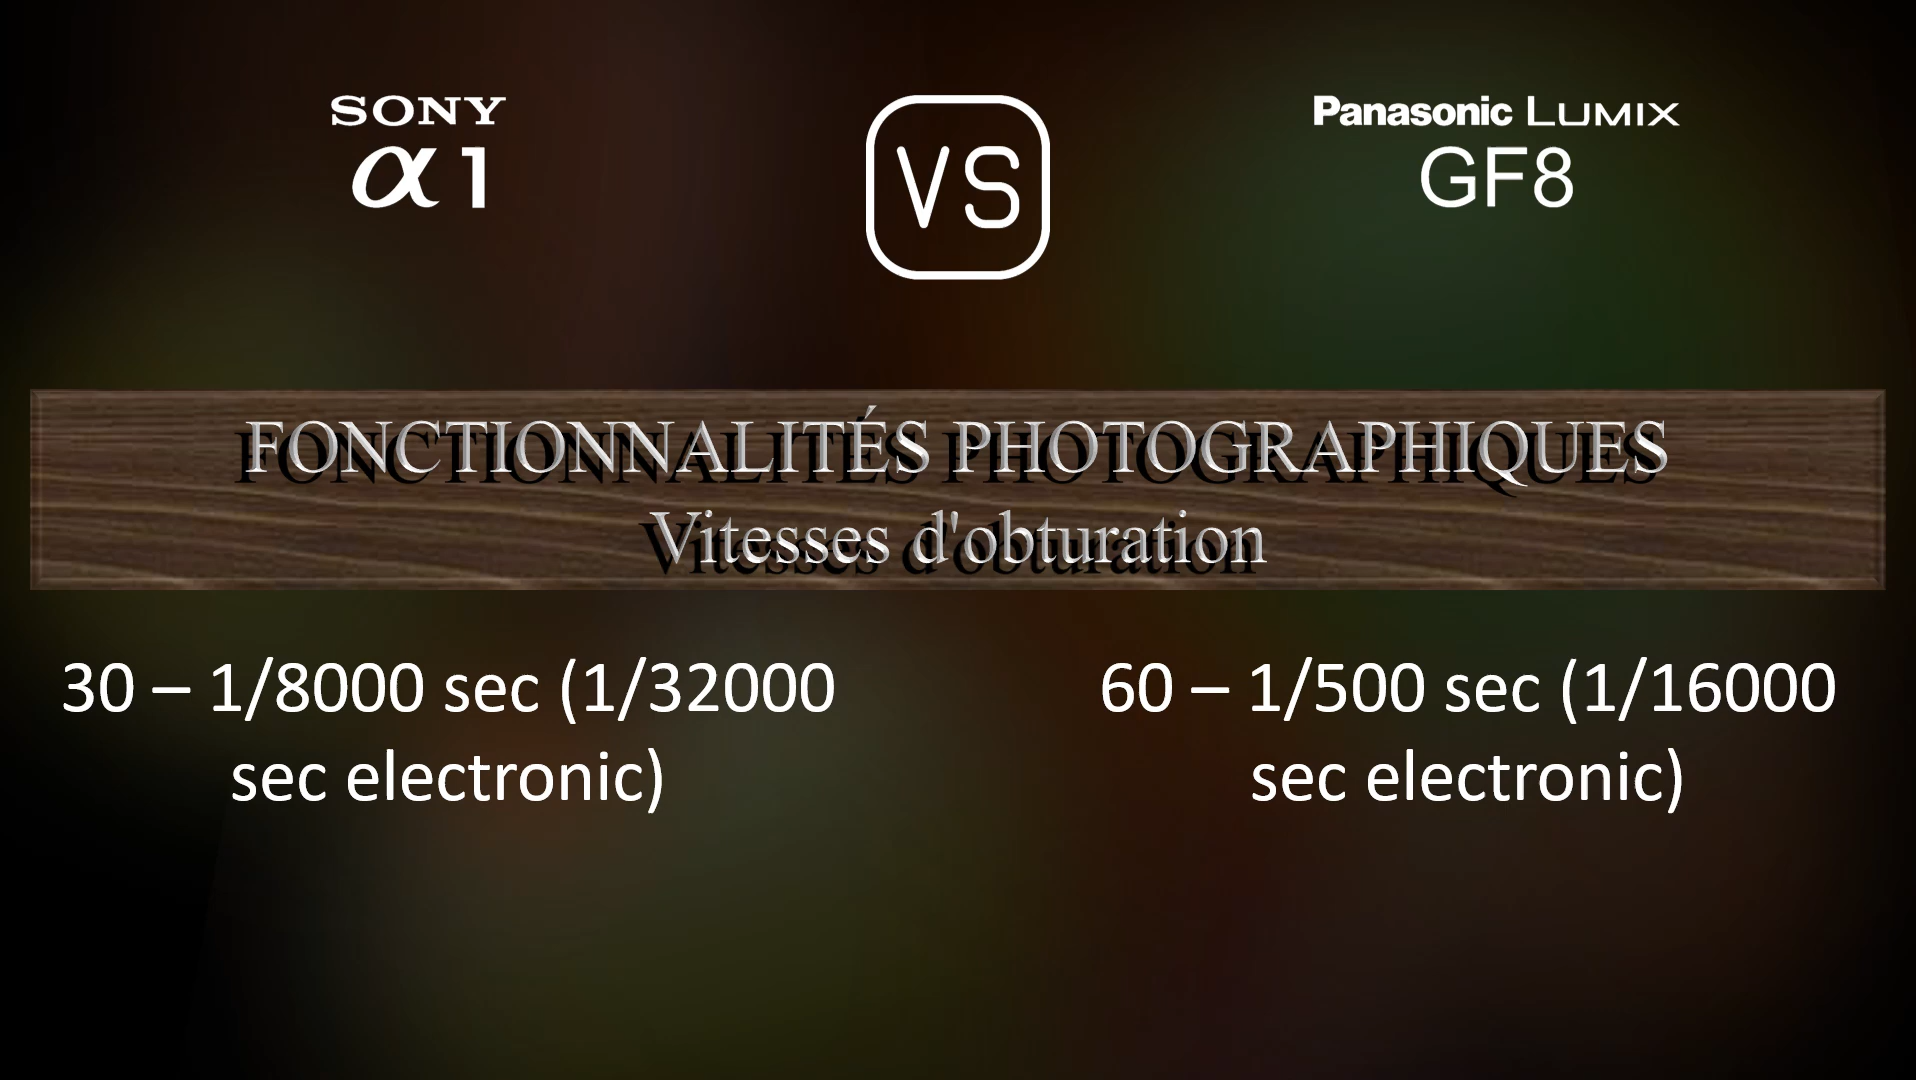 SONY
α1
VS
Panasonic LUMIX
GF8
FONCTIONNALITÉS PHOTOGRAPHIQUES
Vitesses d'obturation
30 – 1/8000 sec (1/32000
sec electronic)
60 – 1/500 sec (1/16000
sec electronic)